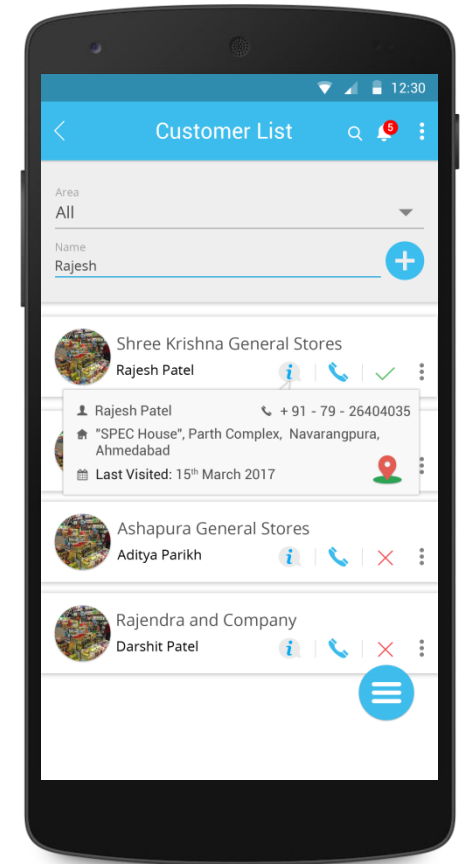 12:30
Customer List
5
Area
All
Name
Rajesh
Shree Krishna General Stores
Rajesh Patel
Rajesh Patel
+ 91 - 79 - 26404035
"SPEC House", Parth Complex, Navarangpura,
Ahmedabad
Last Visited: 15th March 2017
Ashapura General Stores
Aditya Parikh
Rajendra and Company
Darshit Patel